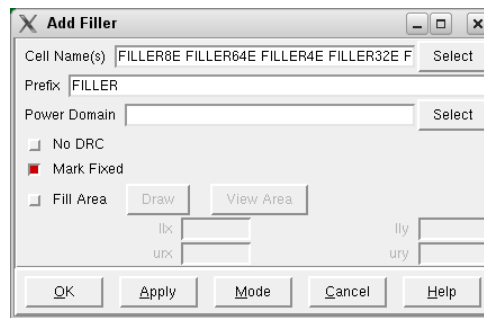 Add Filler
Cell Name(s) FILLER8E FILLER64E FILLER4E FILLER32E F Select
Prefix FILLER
Power Domain Select
No DRC
Mark Fixed
Fill Area Draw View Area
llx lly
urx ury
OK Apply Mode Cancel Help